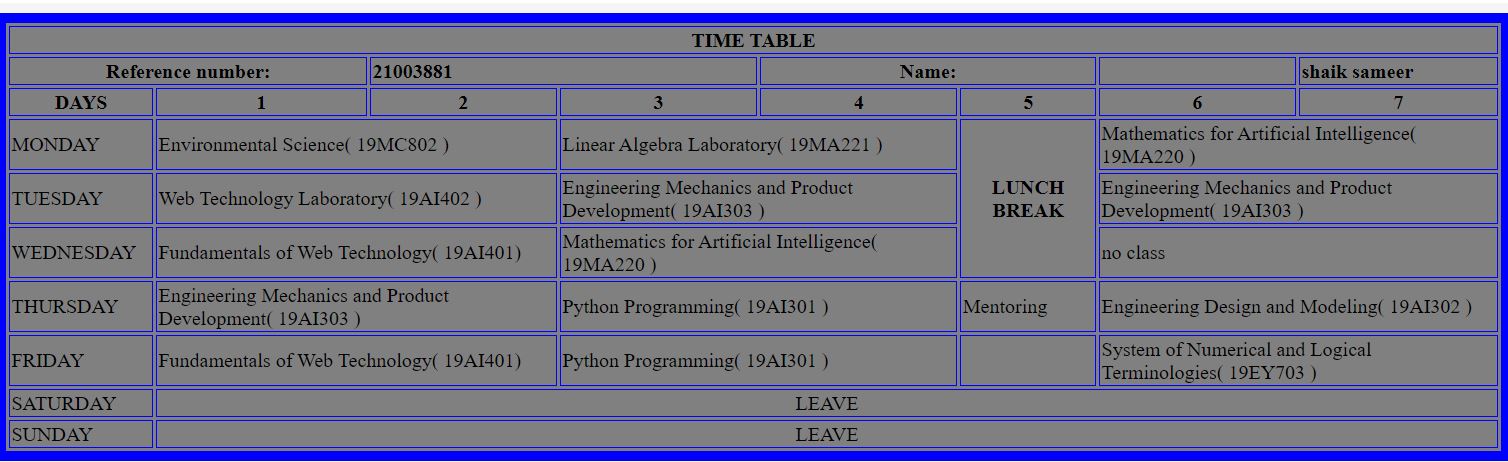 TIME TABLE
Reference number: 21003881 Name: shaik sameer
DAYS 1 2 3 4 5 6 7
MONDAY Environmental Science( 19MC802 ) Linear Algebra Laboratory( 19MA221 ) Mathematics for Artificial Intelligence(
19MA220 )
TUESDAY Web Technology Laboratory( 19AI402 ) Engineering Mechanics and Product
Development( 19AI303 )
LUNCH
BREAK
Engineering Mechanics and Product
Development( 19AI303 )
WEDNESDAY Fundamentals of Web Technology( 19AI401) Mathematics for Artificial Intelligence(
19MA220 )
no class
THURSDAY Engineering Mechanics and Product
Development( 19AI303 )
Python Programming( 19AI301 ) Mentoring Engineering Design and Modeling( 19AI302 )
FRIDAY Fundamentals of Web Technology( 19AI401) Python Programming( 19AI301 ) System of Numerical and Logical
Terminologies( 19EY703 )
SATURDAY LEAVE
SUNDAY LEAVE